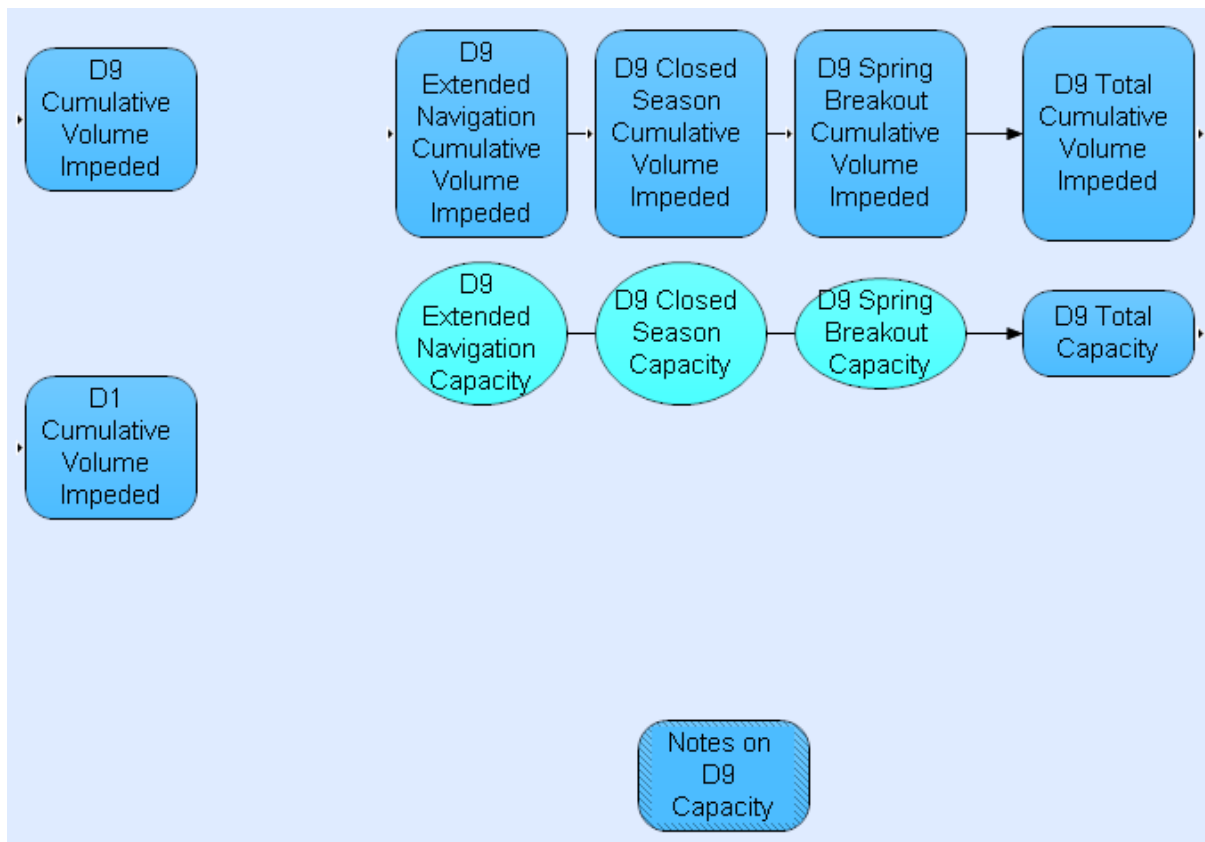 D9
Cumulative
Volume
Impeded
D9
Extended
Navigation
Cumulative
Volume
Impeded
D9 Closed
Season
Cumulative
Volume
Impeded
D9 Spring
Breakout
Cumulative
Volume
Impeded
D9 Total
Cumulative
Volume
Impeded
D9
Extended
Navigation
Capacity
D9 Closed
Season
Capacity
D9 Spring
Breakout
Capacity
D9 Total
Capacity
D1
Cumulative
Volume
Impeded
Notes on
D9
Capacity